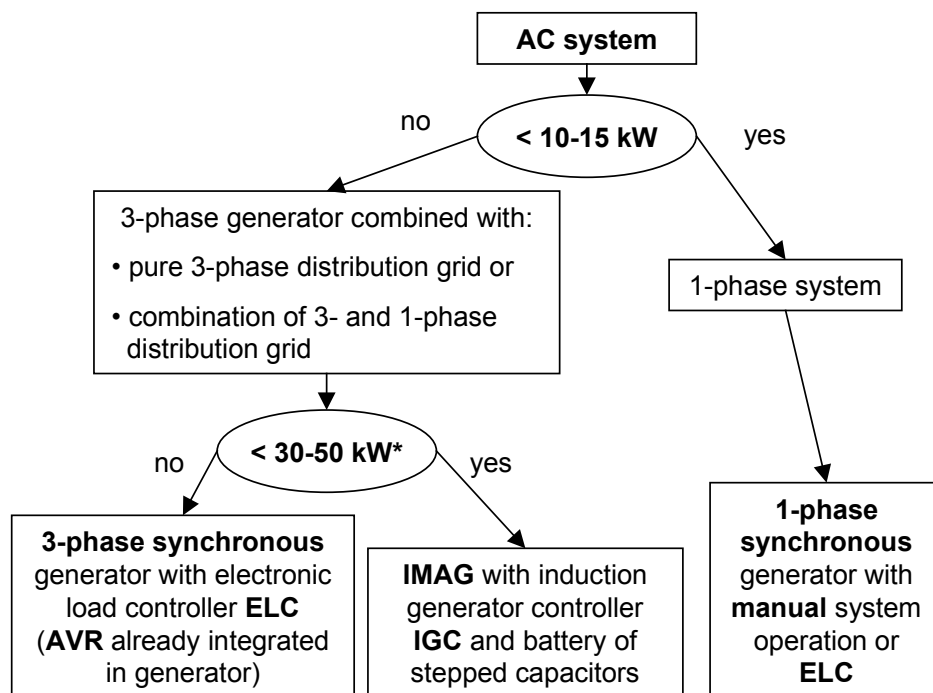 AC system
< 10-15 kW
no
yes
3-phase generator combined with:
• pure 3-phase distribution grid or
• combination of 3- and 1-phase
distribution grid
1-phase system
< 30-50 kW*
no
yes
3-phase synchronous
generator with electronic
load controller ELC
(AVR already integrated
in generator)
IMAG with induction
generator controller
IGC and battery of
stepped capacitors
1-phase
synchronous
generator with
manual system
operation or
ELC